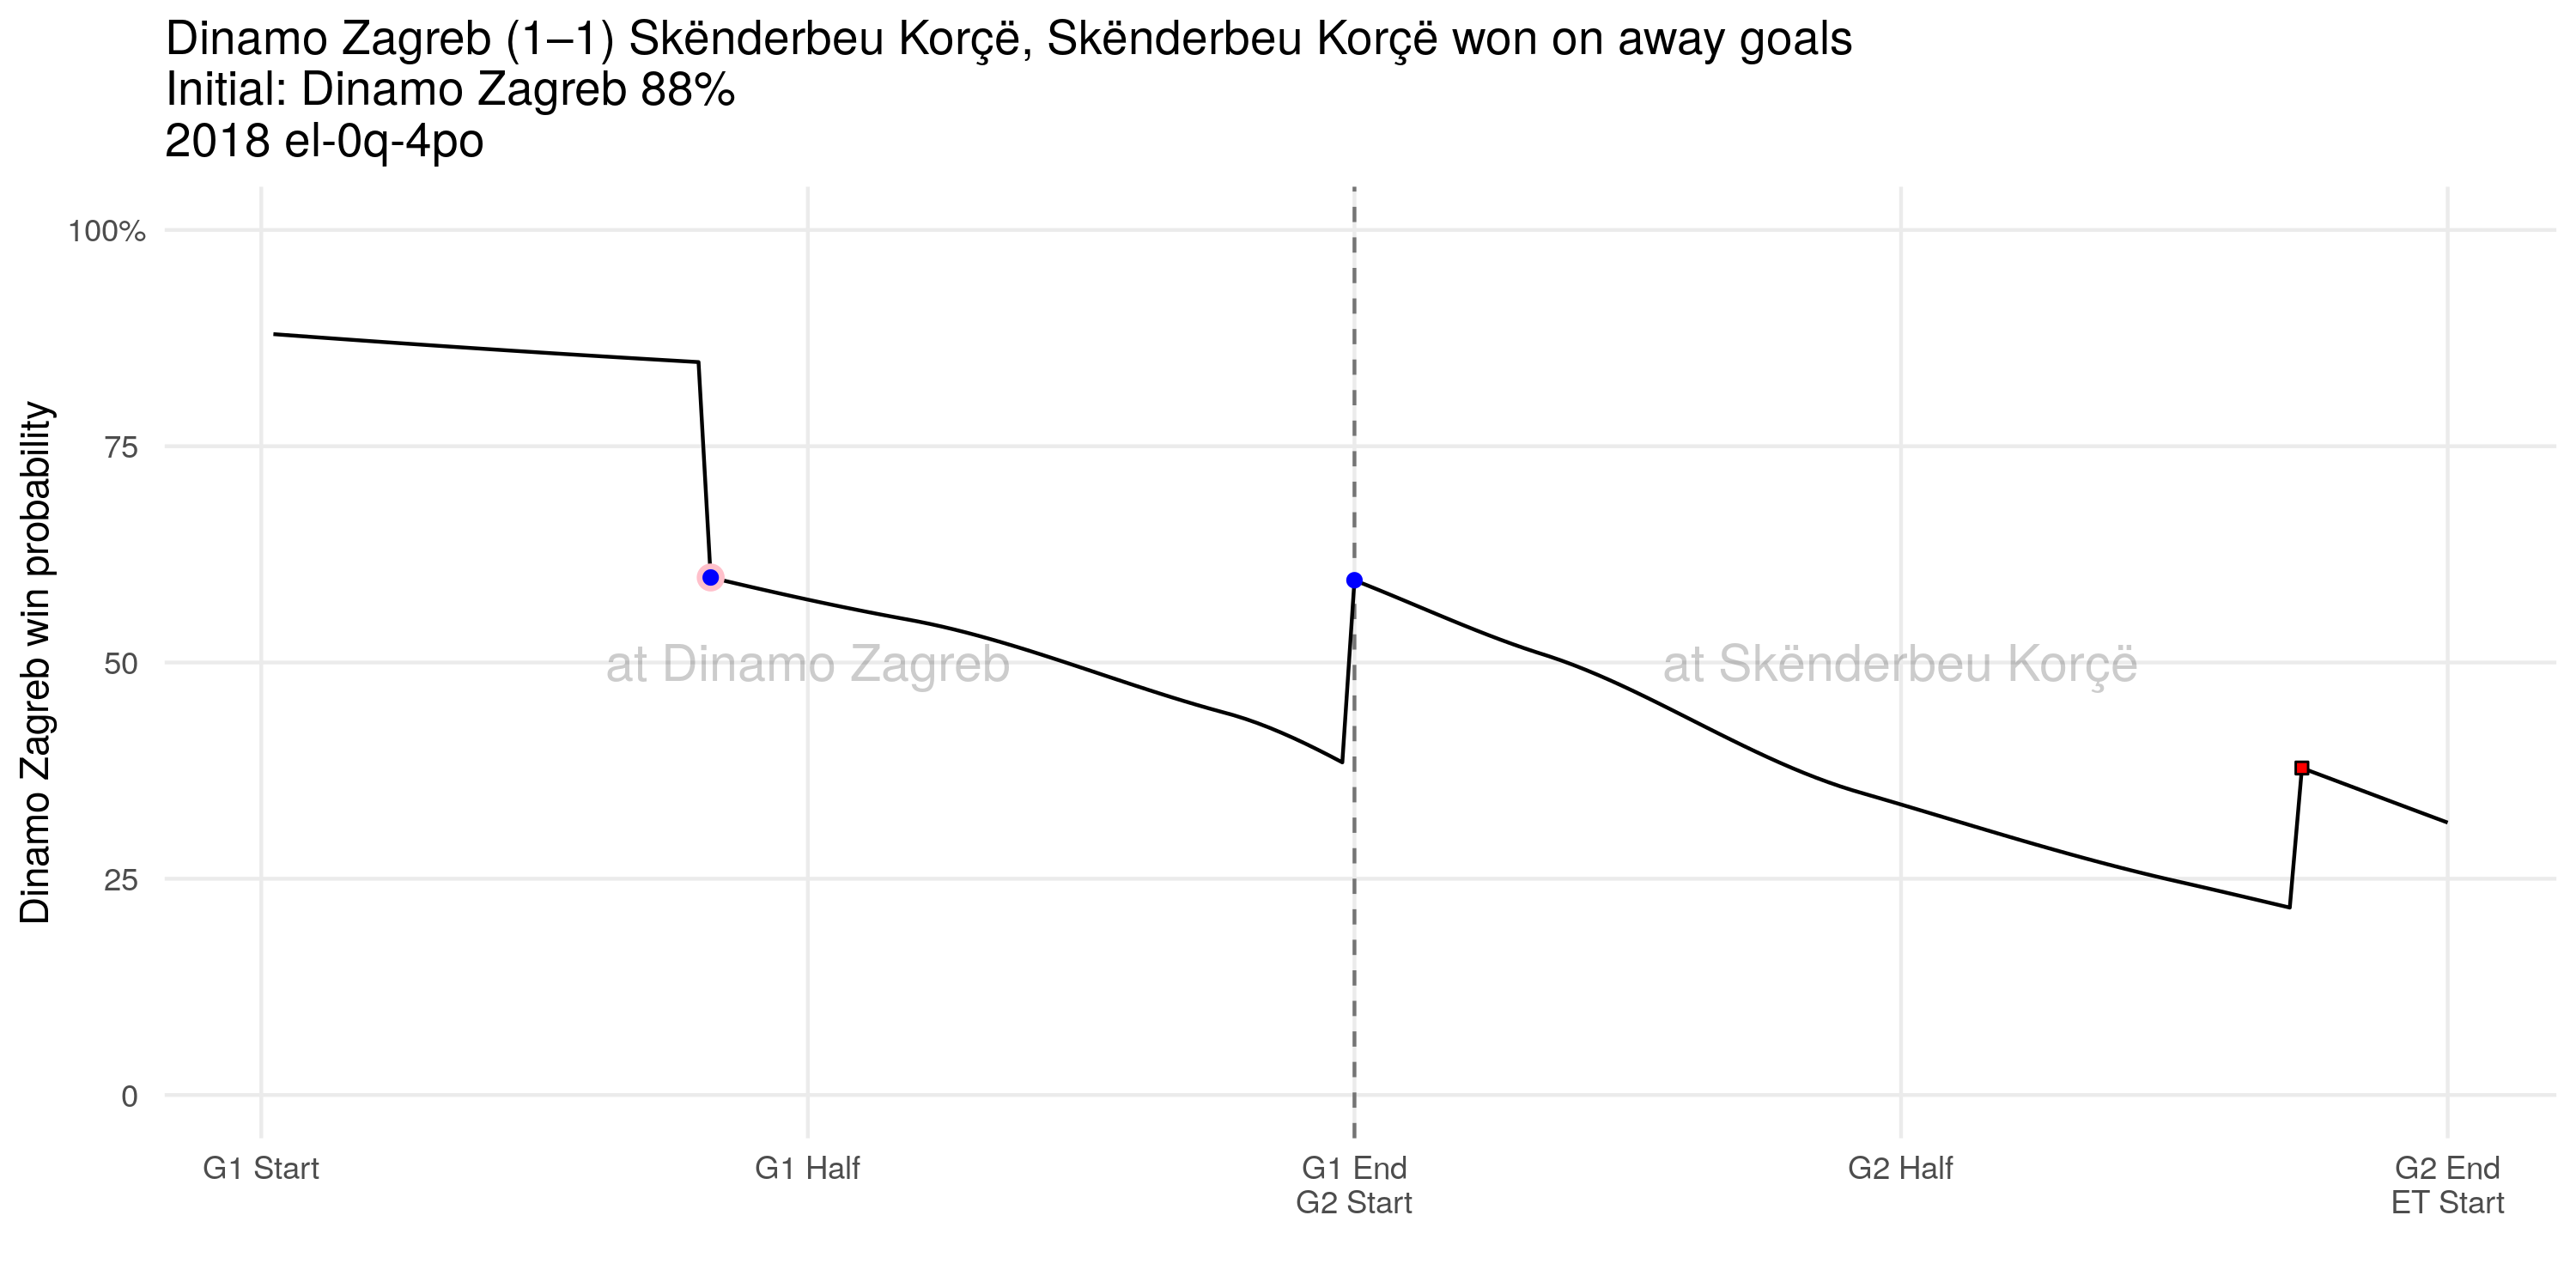 Dinamo Zagreb (1–1) Skënderbeu Korçë, Skënderbeu Korçë won on away goals
Initial: Dinamo Zagreb 88%
2018 el-0q-4po
Dinamo Zagreb win probability
100%
75
50
25
0
at Dinamo Zagreb
at Skënderbeu Korçë
G1 Start
G1 Half
G1 End
G2 Start
G2 Half
G2 End
ET Start